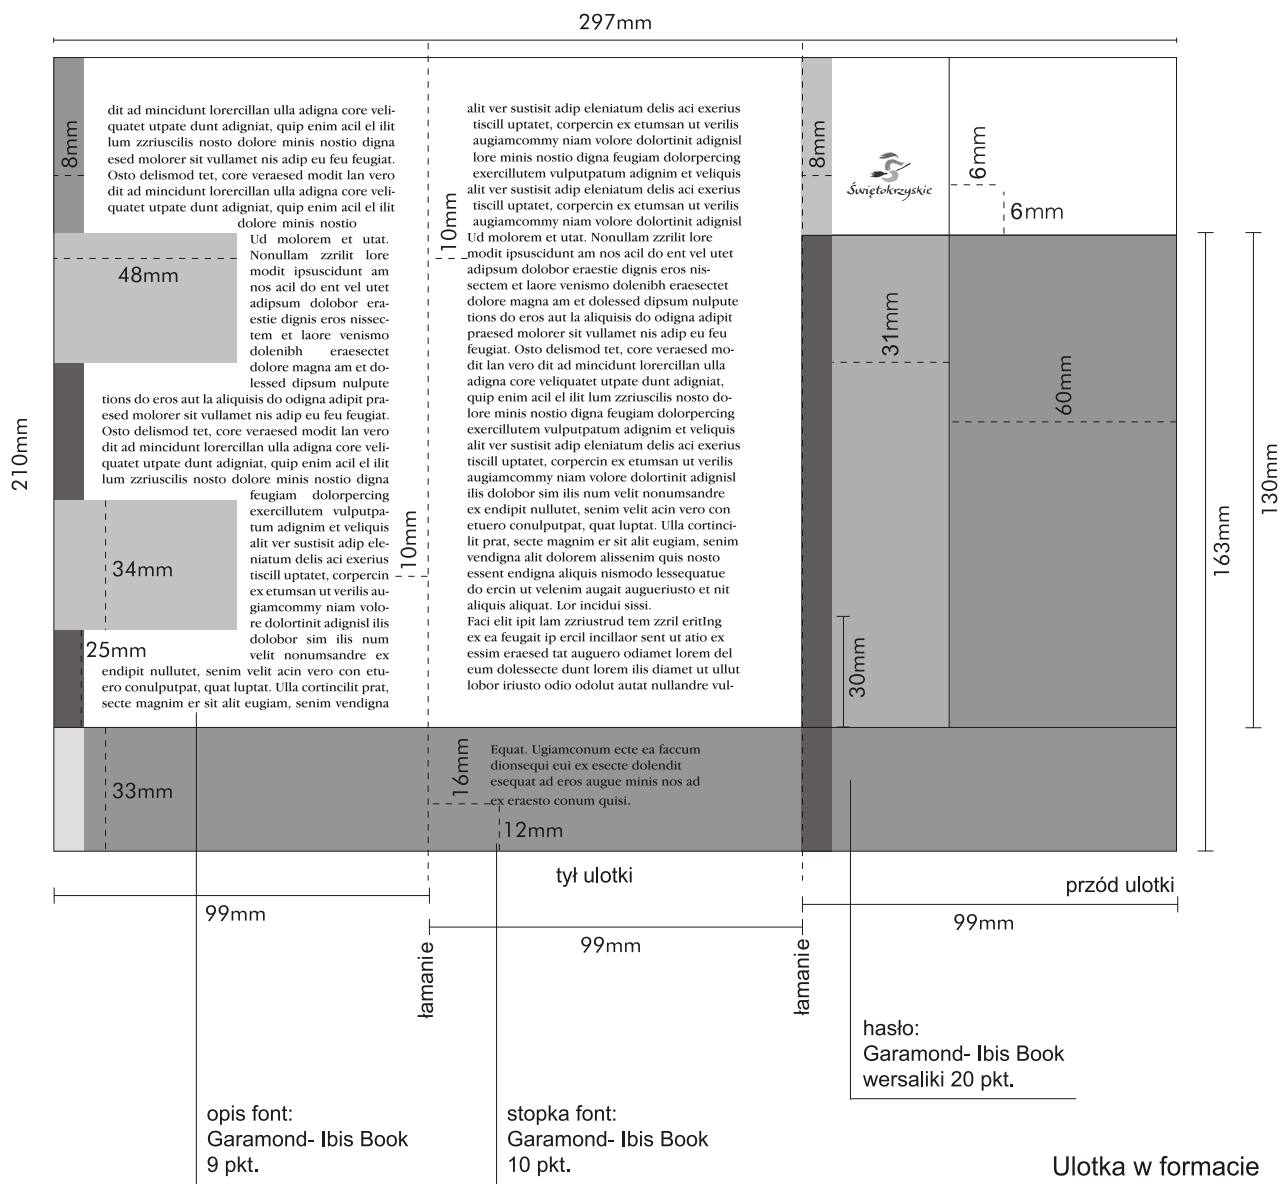 297mm
dit ad mincidunt lorercillan ulla adigna core veli-
quatet utpate dunt adigniat, quip enim acil el ilit
lum zzriuscilis nosto dolore minis nostio digna
esed molorer sit vullamet nis adip eu feu feugiat.
Osto delismod tet, core veraesed modit lan vero
dit ad mincidunt lorercillan ulla adigna core veli-
quatet utpate dunt adigniat, quip enim acil el ilit
dolore minis nostio
Ud molorem et utat.
Nonullam zzrilit lore
modit ipsuscidunt am
nos acil do ent vel utet
adipsum dolobor era-
estie dignis eros nissec-
tem et laore venismo
dolenibh eraesectet
dolore magna am et do-
lessed dipsum nulpute
tions do eros aut la aliquisis do odigna adipit pra-
esed molorer sit vullamet nis adip eu feu feugiat.
Osto delismod tet, core veraesed modit lan vero
dit ad mincidunt lorercillan ulla adigna core veli-
quatet utpate dunt adigniat, quip enim acil el ilit
lum zzriuscilis nosto dolore minis nostio digna
feugiam dolorpercing
exercillutem vulputpa-
tum adignim et veliquis
alit ver sustisit adip ele-
niatum delis aci exerius
tiscill uptatet, corpercin
ex etumsan ut verilis au-
giamcommy niam volo-
re dolortinit adignisl ilis
dolobor sim ilis num
velit nonumsandre ex
endipit nullutet, senim velit acin vero con etu-
ero conulputpat, quat luptat. Ulla cortincilit prat,
secte magnim er sit alit eugiam, senim vendigna
8mm
48mm
34mm
25mm
33mm
210mm
10mm
10mm
alit ver sustisit adip eleniatum delis aci exerius
tiscill uptatet, corpercin ex etumsan ut verilis
augiamcommy niam volore dolortinit adignisl
lore minis nostio digna feugiam dolorpercing
exercillutem vulputpatum adignim et veliquis
alit ver sustisit adip eleniatum delis aci exerius
tiscill uptatet, corpercin ex etumsan ut verilis
augiamcommy niam volore dolortinit adignisl
Ud molorem et utat. Nonullam zzrilit lore
modit ipsuscidunt am nos acil do ent vel utet
adipsum dolobor eraestie dignis eros nis-
sectem et laore venismo dolenibh eraesectet
dolore magna am et dolessed dipsum nulpute
tions do eros aut la aliquisis do odigna adipit
praesed molorer sit vullamet nis adip eu feu
feugiat. Osto delismod tet, core veraesed mo-
dit lan vero dit ad mincidunt lorercillan ulla
adigna core veliquatet utpate dunt adigniat,
quip enim acil el ilit lum zzriuscilis nosto do-
lore minis nostio digna feugiam dolorpercing
exercillutem vulputpatum adignim et veliquis
alit ver sustisit adip eleniatum delis aci exerius
tiscill uptatet, corpercin ex etumsan ut verilis
augiamcommy niam volore dolortinit adignisl
ilis dolobor sim ilis num velit nonumsandre
ex endipit nullutet, senim velit acin vero con
etuero conulputpat, quat luptat. Ulla cortinci-
lit prat, secte magnim er sit alit eugiam, senim
vendigna alit dolorem alissenim quis nosto
essent endigna aliquis nismodo lessequatue
do ercin ut velenim augait augueriusto et nit
aliquis aliquat. Lor incidui sissi.
Faci elit ipit lam zzriustrud tem zzril eritIng
ex ea feugait ip ercil incillaor sent ut atio ex
essim eraesed tat auguero odiamet lorem del
eum dolessecte dunt lorem ilis diamet ut ullut
lobor iriusto odio odolut autat nullandre vul-
16mm
Equat. Ugiamconum ecte ea faccum
dionsequi eui ex esecte dolendit
esequat ad eros augue minis nos ad
ex eraesto conum quisi.
12mm
8mm
Świętokrzyskie
6mm
6mm
31mm
60mm
30mm
163mm
130mm
tył ulotki
przód ulotki
99mm
99mm
99mm
łamanie
łamanie
hasło:
Garamond- Ibis Book
wersaliki 20 pkt.
opis font:
Garamond- Ibis Book
9 pkt.
stopka font:
Garamond- Ibis Book
10 pkt.
Ulotka w formacie